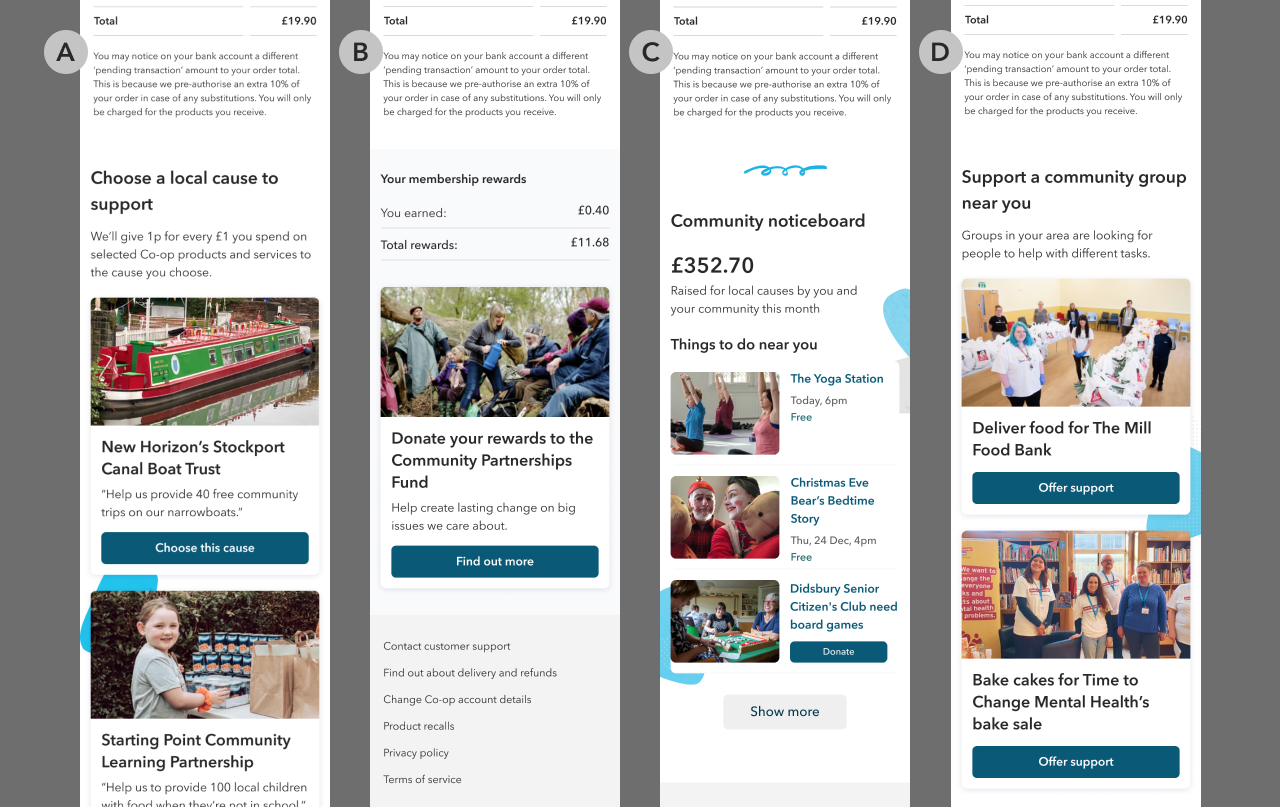 A
Total £19.90
You may notice on your bank account a different
‘pending transaction’ amount to your order total.
This is because we pre-authorise an extra 10% of
your order in case of any substitutions. You will only
be charged for the products you receive.
Choose a local cause to
support
We’ll give 1p for every £1 you spend on
selected Co-op products and services to
the cause you choose.
New Horizon’s Stockport
Canal Boat Trust
“Help us provide 40 free community
trips on our narrowboats.”
Choose this cause
Starting Point Community
Learning Partnership
“Help us to provide 100 local children
with food when they’re not in school.”
B
Total £19.90
You may notice on your bank account a different
‘pending transaction’ amount to your order total.
This is because we pre-authorise an extra 10% of
your order in case of any substitutions. You will only
be charged for the products you receive.
Your membership rewards
You earned: £0.40
Total rewards: £11.68
Donate your rewards to the
Community Partnerships
Fund
Help create lasting change on big
issues we care about.
Find out more
Contact customer support
Find out about delivery and refunds
Change Co-op account details
Product recalls
Privacy policy
Terms of service
C
Total £19.90
You may notice on your bank account a different
‘pending transaction’ amount to your order total.
This is because we pre-authorise an extra 10% of
your order in case of any substitutions. You will only
be charged for the products you receive.
Community noticeboard
£352.70
Raised for local causes by you and
your community this month
Things to do near you
The Yoga Station
Today, 6pm
Free
Christmas Eve
Bear’s Bedtime
Story
Thu, 24 Dec, 4pm
Free
Didsbury Senior
Citizen's Club need
board games
Donate
Show more
D
Total £19.90
You may notice on your bank account a different
‘pending transaction’ amount to your order total.
This is because we pre-authorise an extra 10% of
your order in case of any substitutions. You will only
be charged for the products you receive.
Support a community group
near you
Groups in your area are looking for
people to help with different tasks.
Deliver food for The Mill
Food Bank
Offer support
We want to
everyone
mental health
problems.
Bake cakes for Time to
Change Mental Health’s
bake sale
Offer support